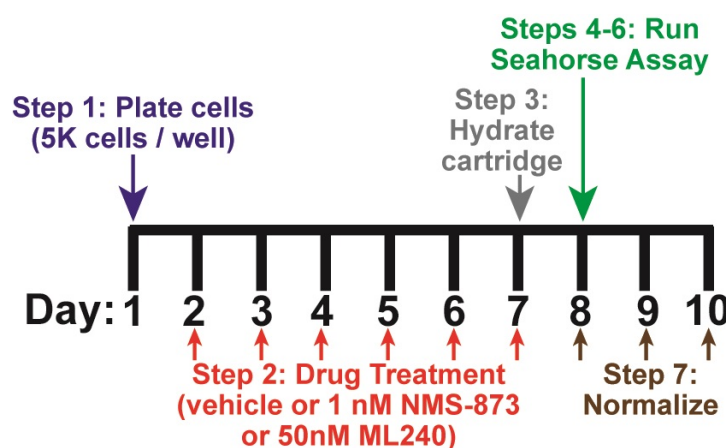 Steps 4-6: Run
Seahorse Assay
Step 1: Plate cells
(5K cells / well)
Step 3:
Hydrate
cartridge
Day: 1 2 3 4 5 6 7 8 9 10
Step 2: Drug Treatment
(vehicle or 1 nM NMS-873
or 50nM ML240)
Step 7:
Normalize